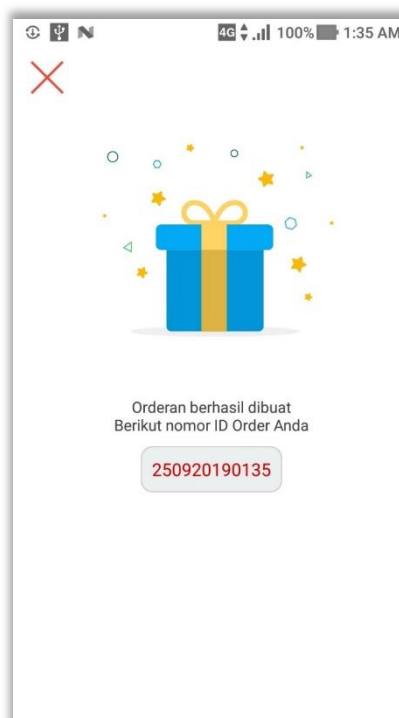 4G 100% 1:35 AM
Orderan berhasil dibuat
Berikut nomor ID Order Anda
250920190135